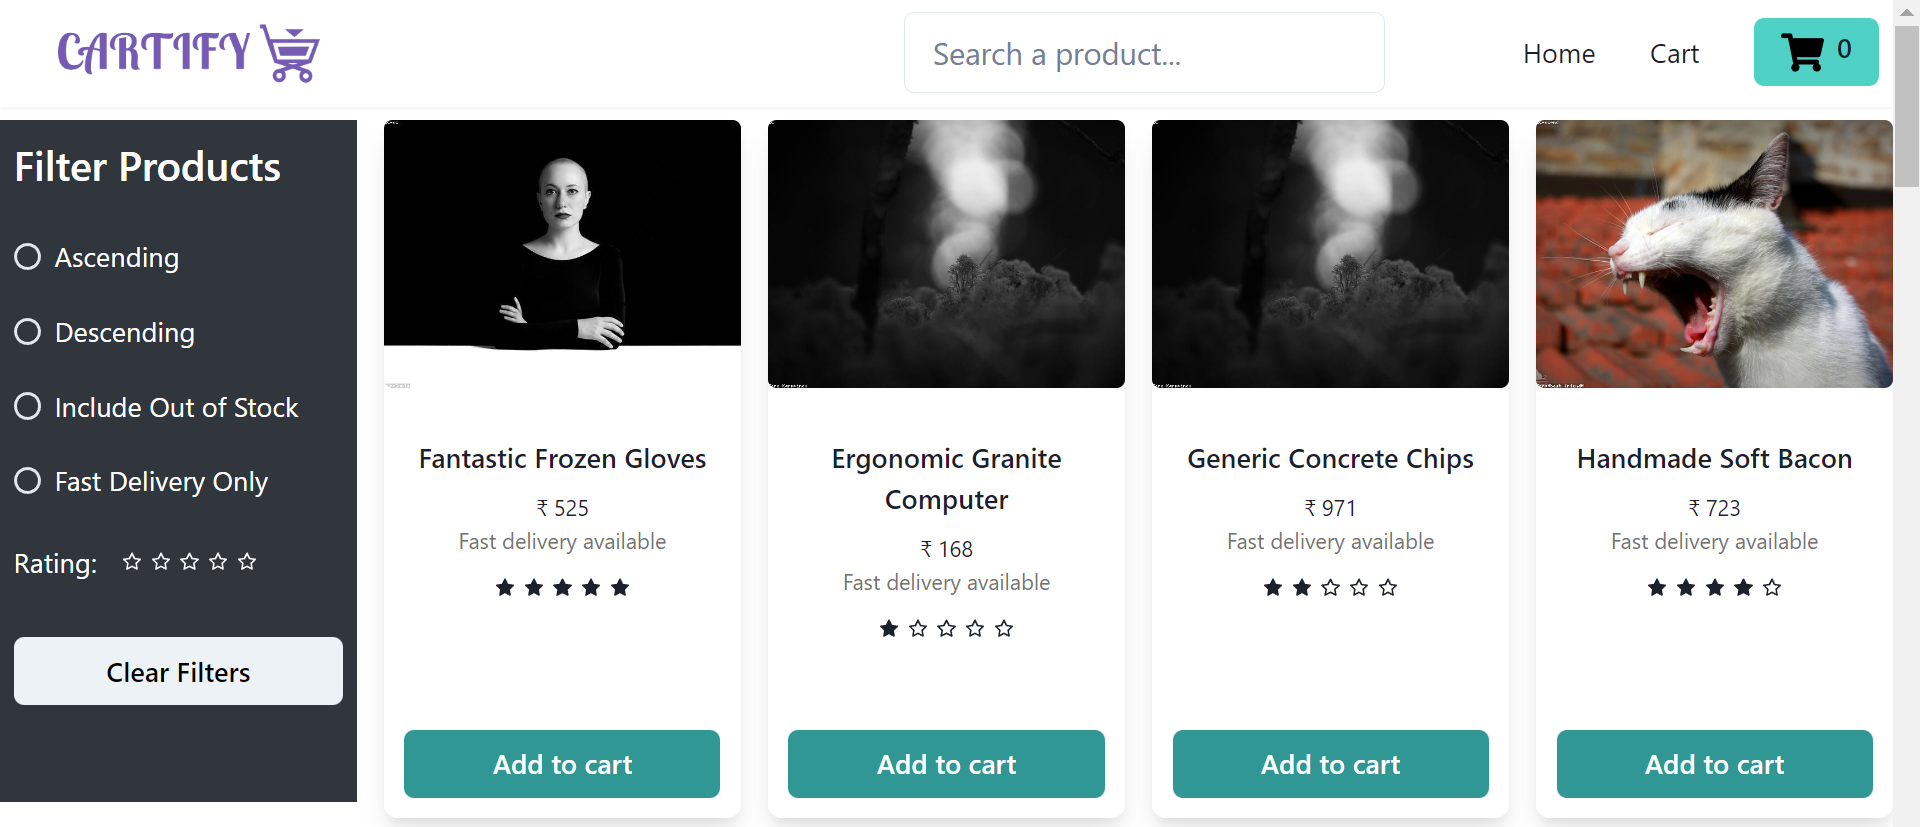 CARTIFY
Search a product...
Home
Cart
0
Filter Products
Ascending
Descending
Include Out of Stock
Fast Delivery Only
Rating:
Clear Filters
Fantastic Frozen Gloves
₹ 525
Fast delivery available
Add to cart
Ergonomic Granite
Computer
₹ 168
Fast delivery available
Add to cart
Generic Concrete Chips
₹ 971
Fast delivery available
Add to cart
Handmade Soft Bacon
₹ 723
Fast delivery available
Add to cart